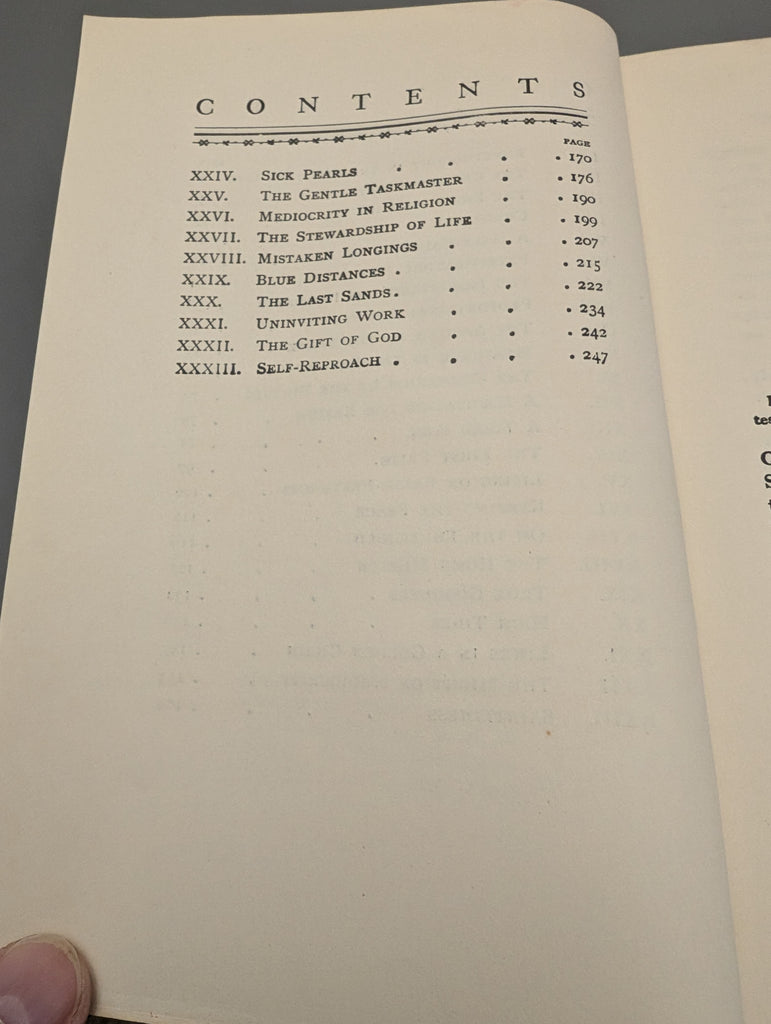 CONTENTS
PAGE
XXIV. SICK PEARLS . . . . 170
XXV. THE GENTLE TASKMASTER . . 176
XXVI. MEDIOCRITY IN RELIGION . . 190
XXVII. THE STEWARDSHIP OF LIFE . . 199
XXVIII. MISTAKEN LONGINGS . . . 207
XXIX. BLUE DISTANCES . . . . 215
XXX. THE LAST SANDS . . . . 222
XXXI. UNINVITING WORK . . . 234
XXXII. THE GIFT OF GOD . . . 242
XXXIII. SELF-REPROACH . . . . 247